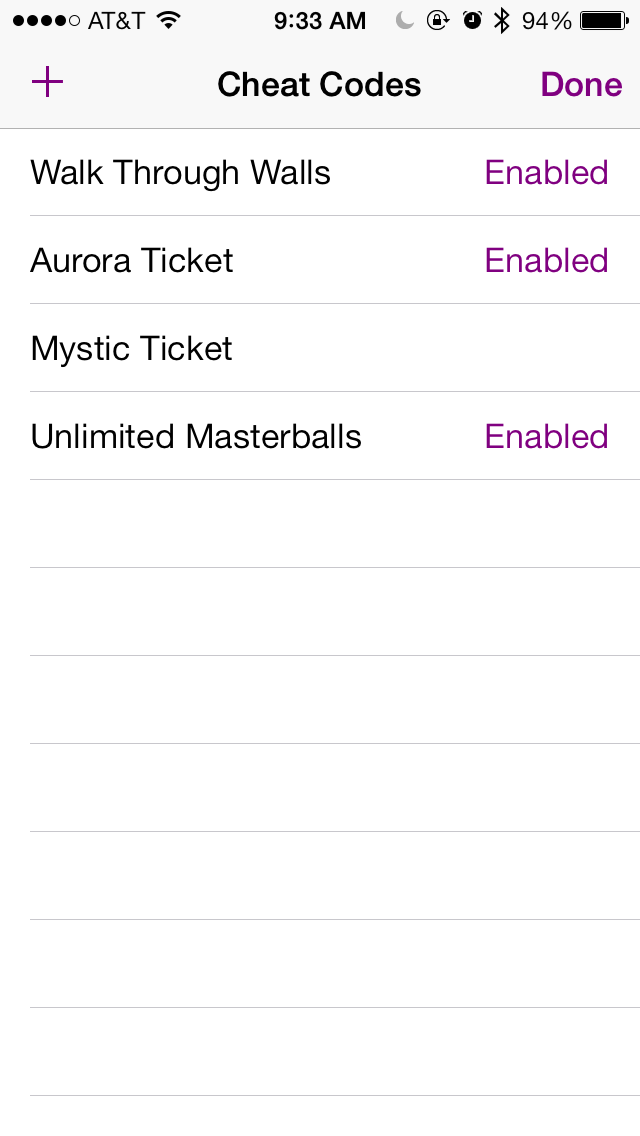 AT&T 9:33 AM 94%
+ Cheat Codes Done
Walk Through Walls Enabled
Aurora Ticket Enabled
Mystic Ticket
Unlimited Masterballs Enabled